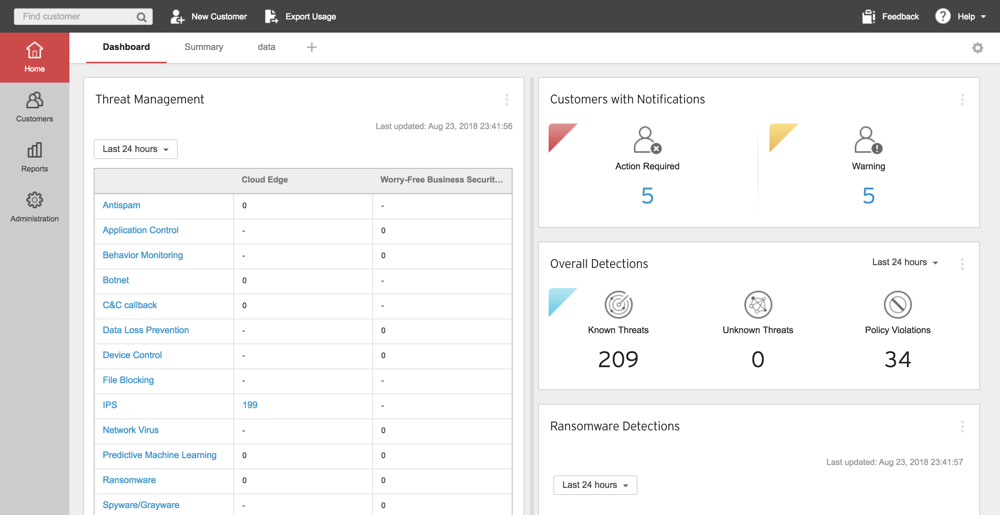 Find customer
New Customer
Export Usage
Feedback
? Help
Home
Customers
Reports
Administration
Dashboard
Summary
data
Threat Management
Last updated: Aug 23, 2018 23:41:56
Last 24 hours
Cloud Edge Worry-Free Business Securit...
Antispam 0 -
Application Control - 0
Behavior Monitoring - 0
Botnet 0 -
C&C callback 0 -
Data Loss Prevention - 0
Device Control - 0
File Blocking - -
IPS 199 -
Network Virus - 0
Predictive Machine Learning 0 0
Ransomware 0 0
Spyware/Grayware - 0
Customers with Notifications
Action Required
5
Warning
5
Overall Detections
Last 24 hours
Known Threats
209
Unknown Threats
0
Policy Violations
34
Ransomware Detections
Last updated: Aug 23, 2018 23:41:57
Last 24 hours